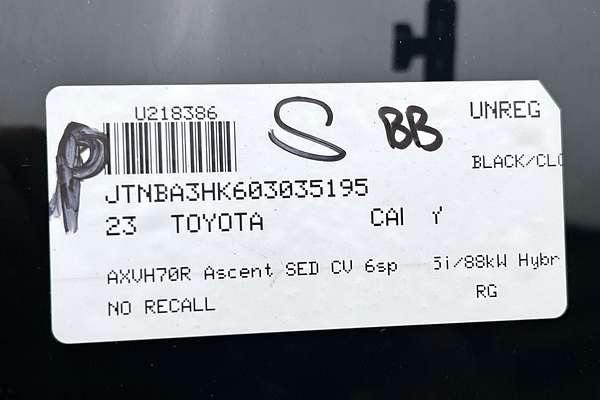 U218386
P
S
BB
UNREG
BLACK/CLO
JTNBA3HK603035195
23 TOYOTA
AXVH70R Ascent SED CV 6sp 5i/88kW Hybr
NO RECALL
RG